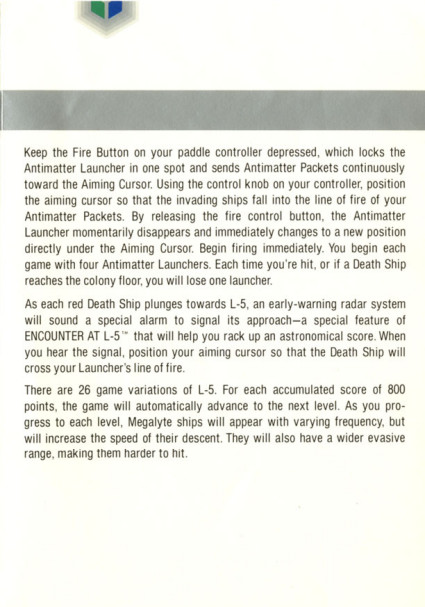 Keep the Fire Button on your paddle controller depressed, which locks the
Antimatter Launcher in one spot and sends Antimatter Packets continuously
toward the Aiming Cursor. Using the control knob on your controller, position
the aiming cursor so that the invading ships fall into the line of fire of your
Antimatter Packets. By releasing the fire control button, the Antimatter
Launcher momentarily disappears and immediately changes to a new position
directly under the Aiming Cursor. Begin firing immediately. You begin each
game with four Antimatter Launchers. Each time you're hit, or if a Death Ship
reaches the colony floor, you will lose one launcher.
As each red Death Ship plunges towards L-5, an early-warning radar system
will sound a special alarm to signal its approach—a special feature of
ENCOUNTER AT L-5™ that will help you rack up an astronomical score. When
you hear the signal, position your aiming cursor so that the Death Ship will
cross your Launcher's line of fire.
There are 26 game variations of L-5. For each accumulated score of 800
points, the game will automatically advance to the next level. As you pro-
gress to each level, Megalyte ships will appear with varying frequency, but
will increase the speed of their descent. They will also have a wider evasive
range, making them harder to hit.